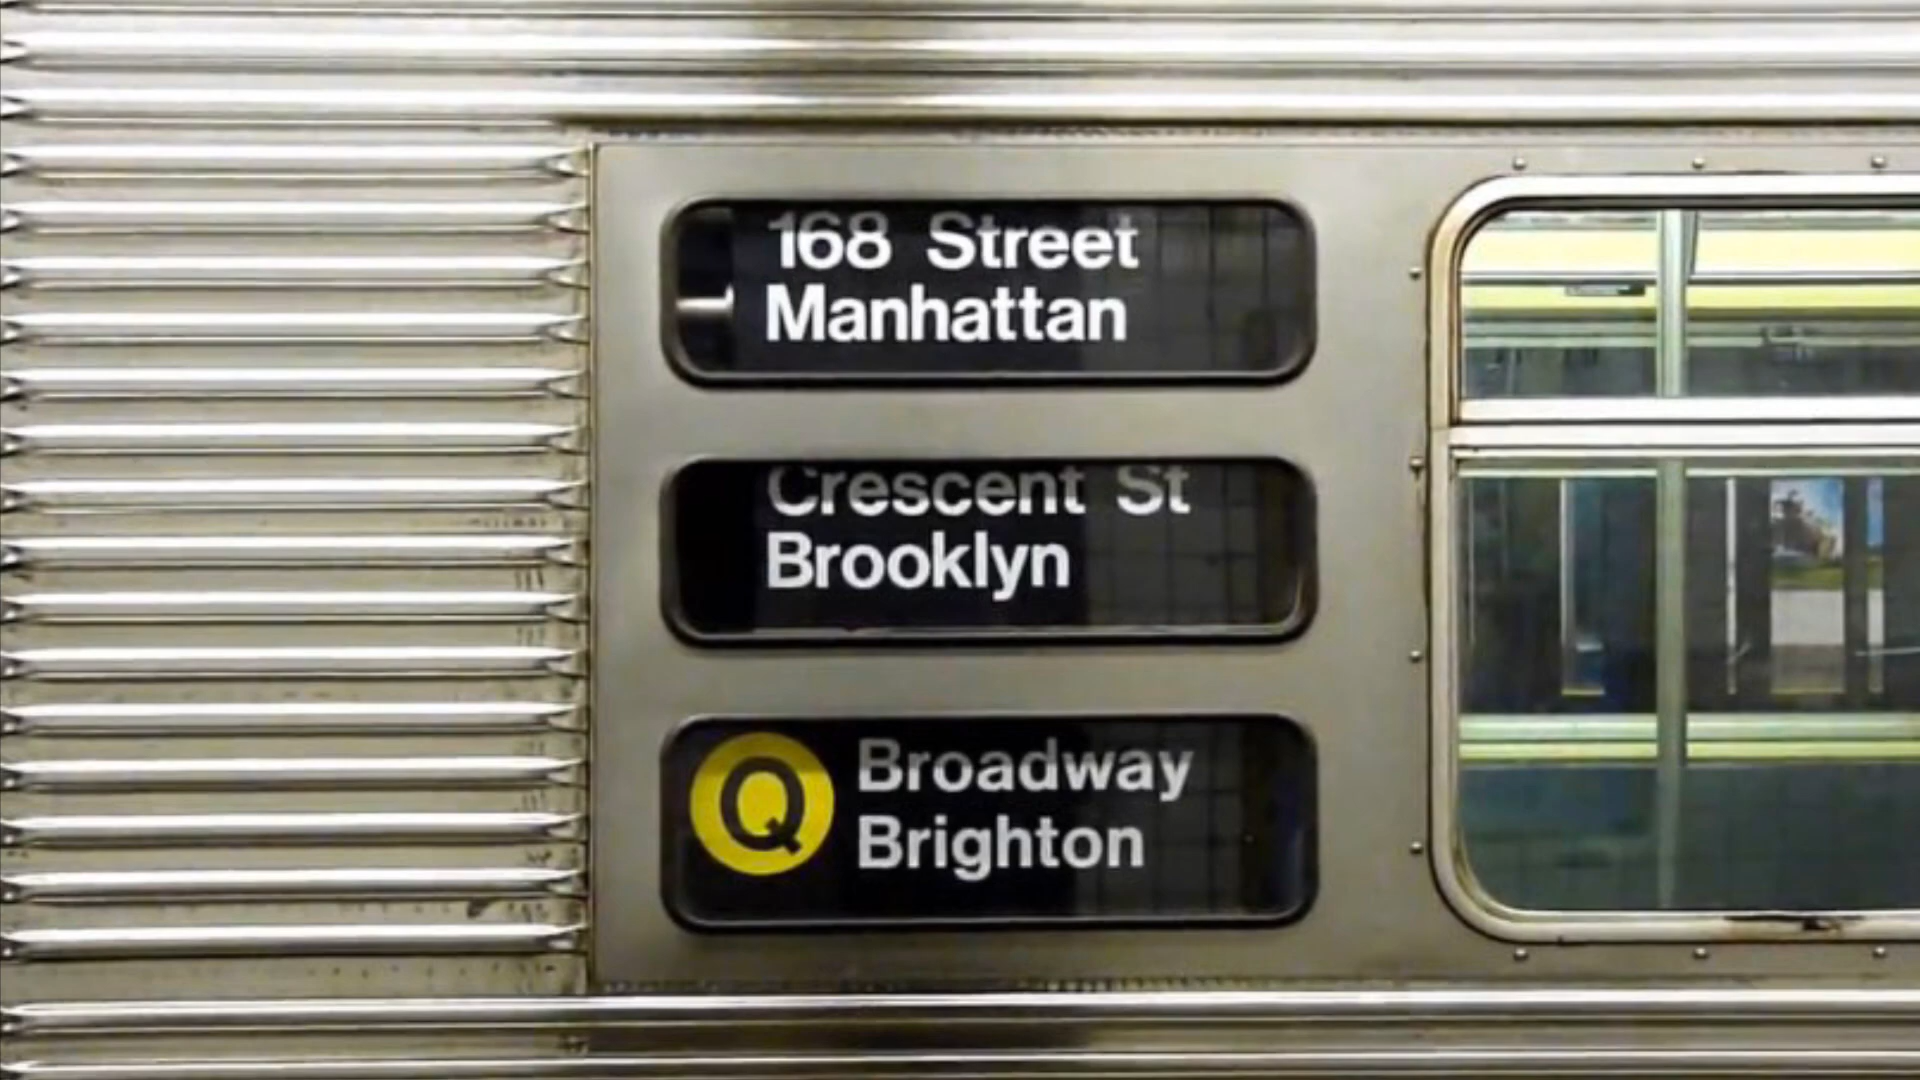 168 Street
Manhattan
Crescent St
Brooklyn
Q Broadway
Brighton